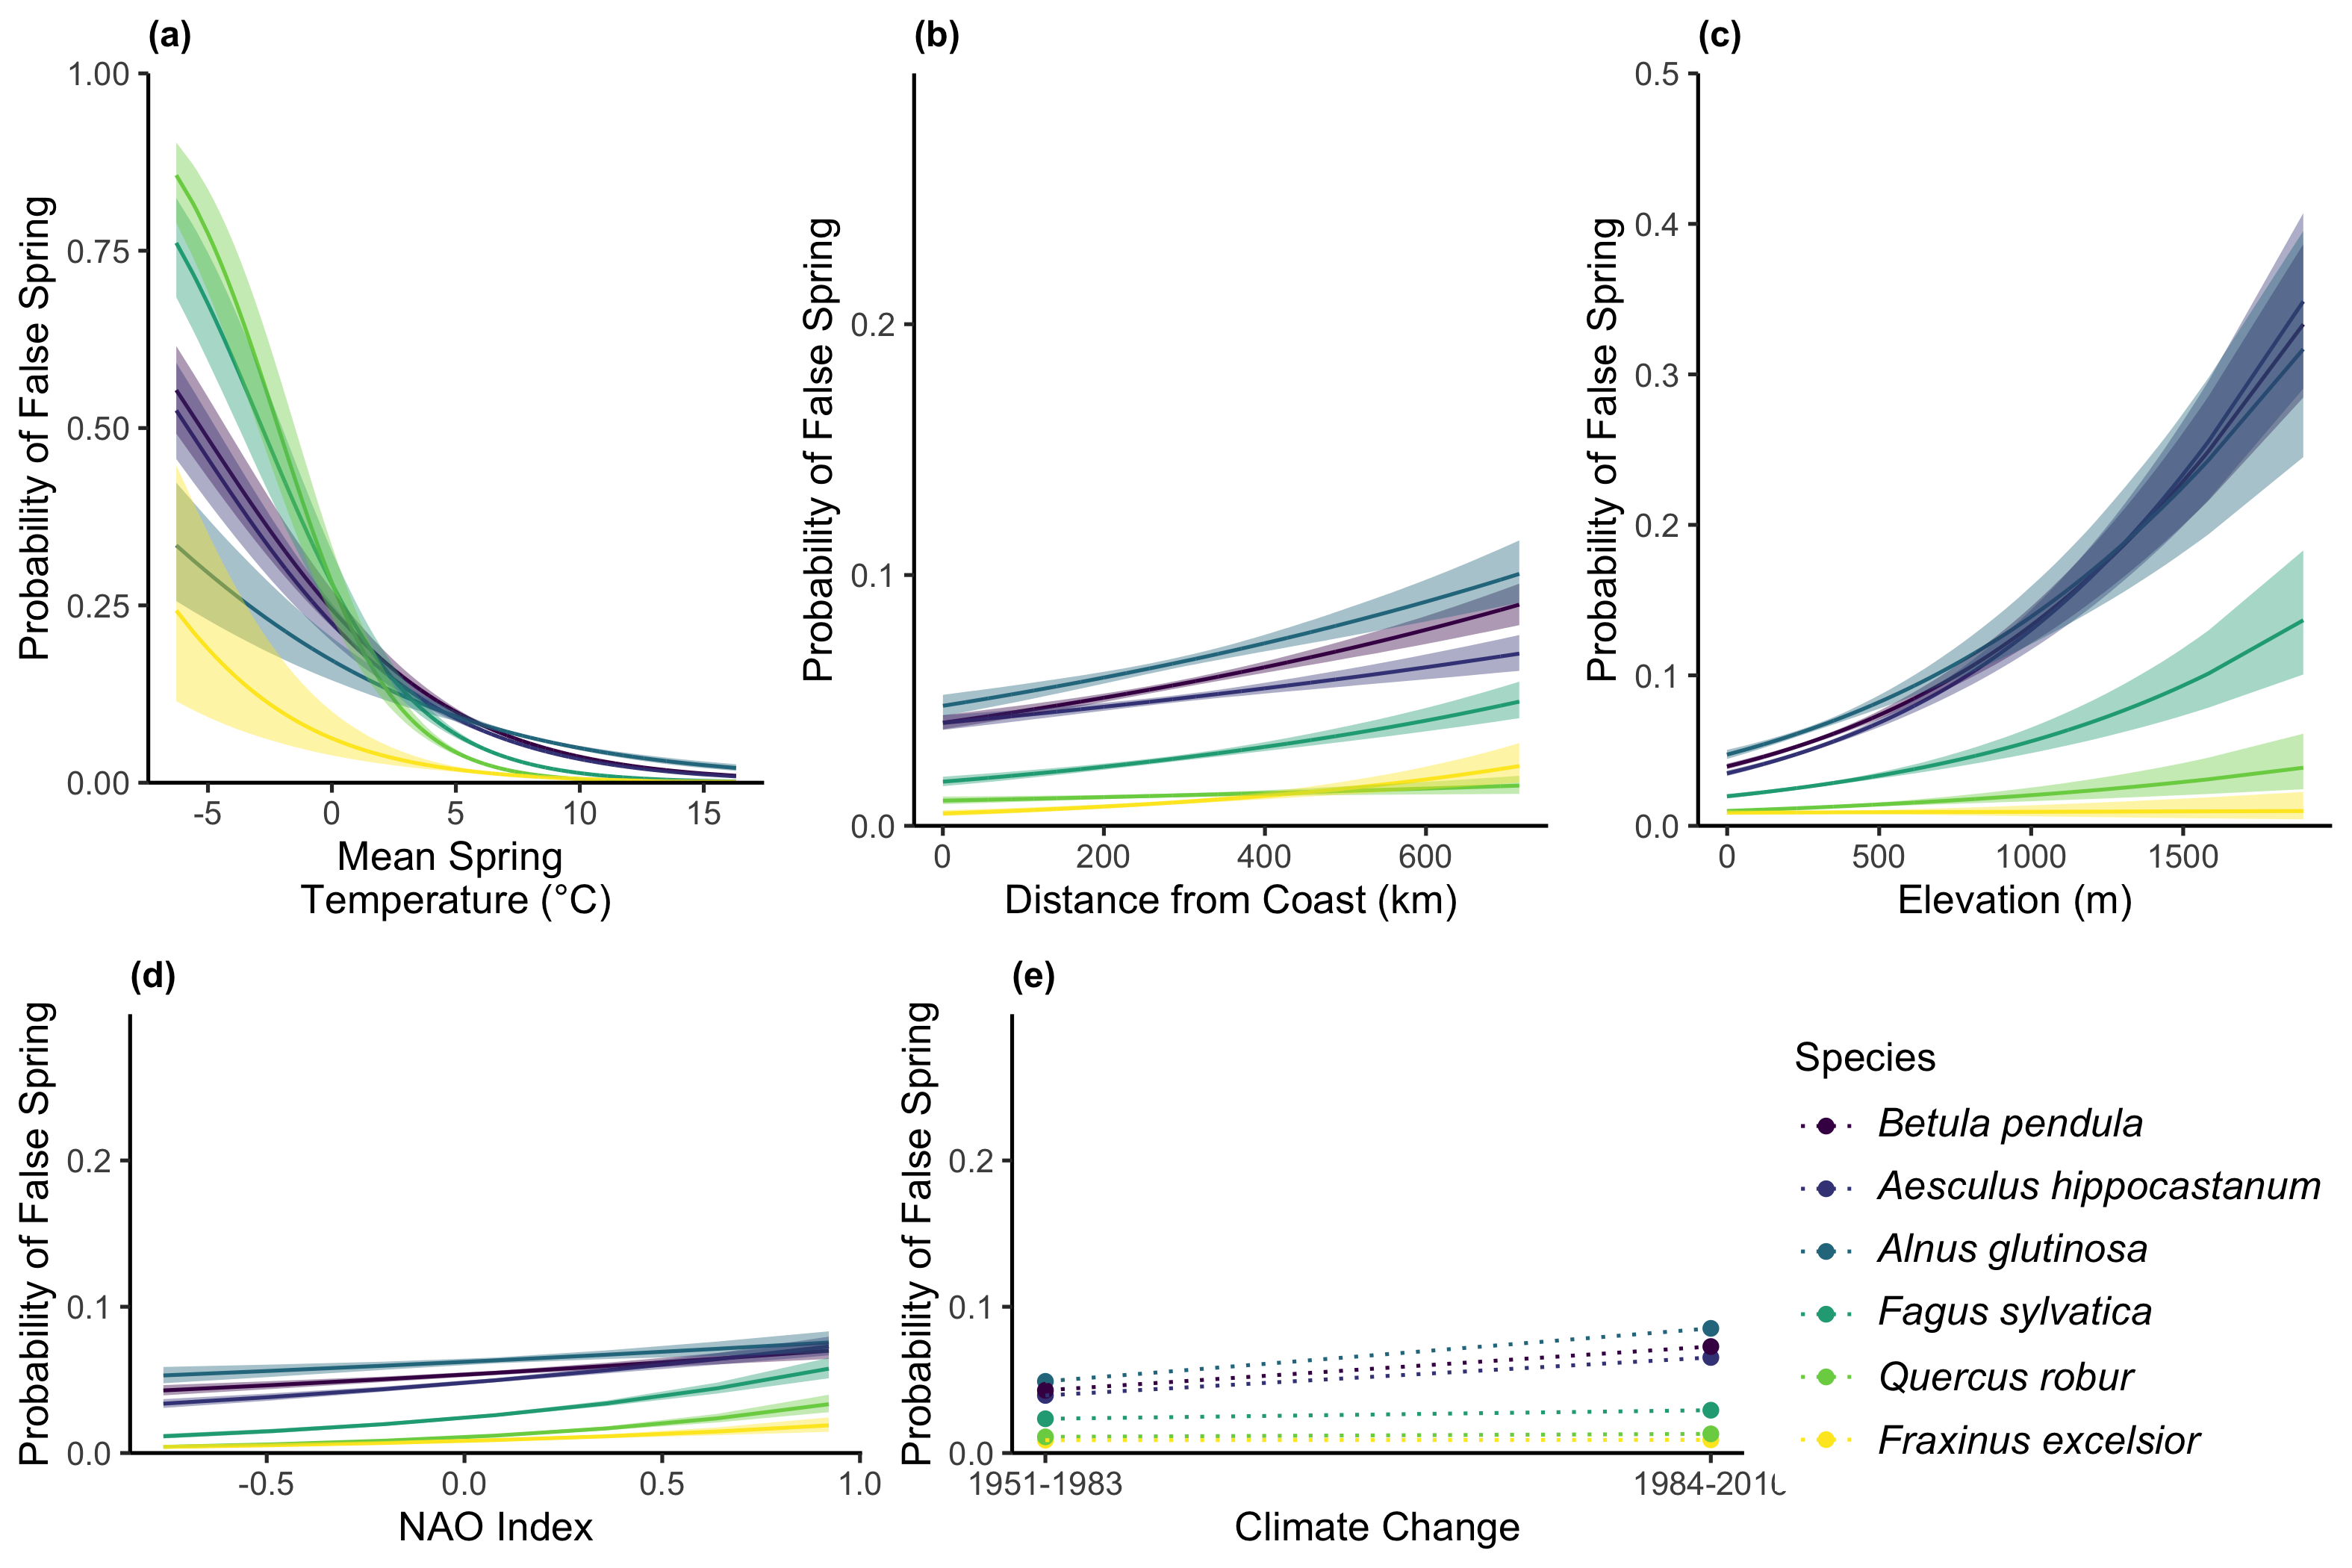 (a)
1.00
0.75
0.50
0.25
0.00
Probability of False Spring
-5 0 5 10 15
Mean Spring
Temperature (°C)
(b)
0.2
0.1
0.0
Probability of False Spring
0 200 400 600
Distance from Coast (km)
(c)
0.5
0.4
0.3
0.2
0.1
0.0
Probability of False Spring
0 500 1000 1500
Elevation (m)
(d)
0.2
0.1
0.0
Probability of False Spring
-0.5 0.0 0.5 1.0
NAO Index
(e)
0.2
0.1
0.0
Probability of False Spring
1951-1983
Climate Change
Species
Betula pendula
Aesculus hippocastanum
Alnus glutinosa
Fagus sylvatica
Quercus robur
Fraxinus excelsior